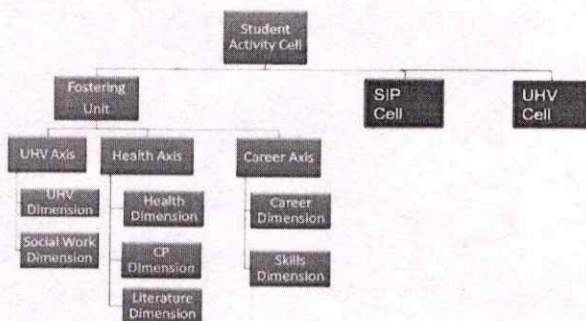 Student
Activity Cell
Fostering
Unit
SIP
Cell
UHV
Cell
UHV Axis
Health Axis
Career Axis
UHV
Dimension
Social Work
Dimension
Health
Dimension
CP
Dimension
Literature
Dimension
Career
Dimension
Skills
Dimension